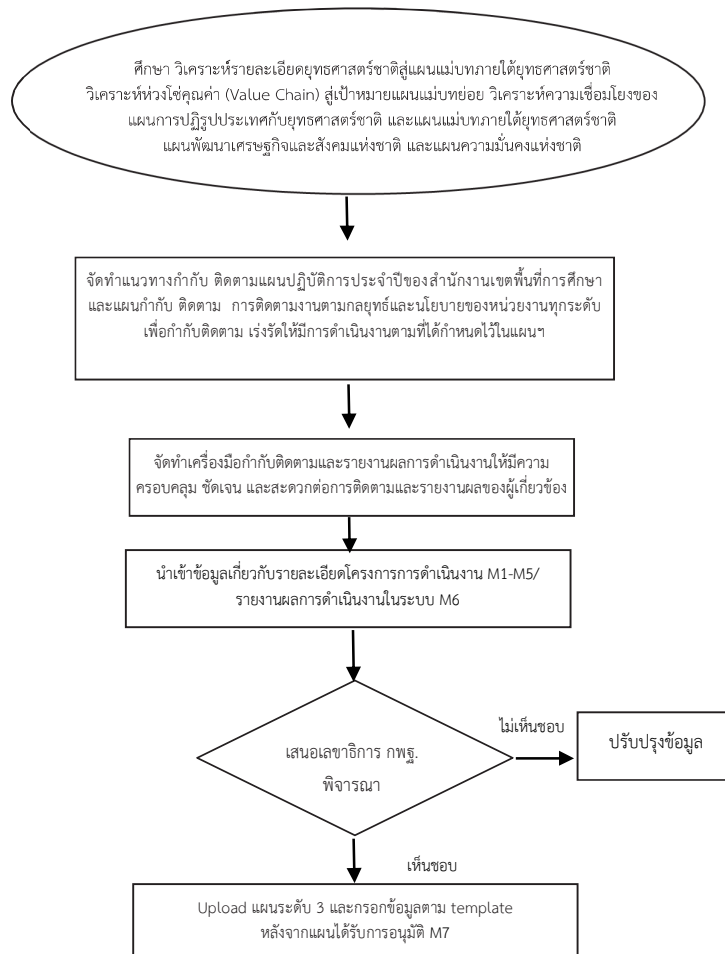 ศึกษา วิเคราะห์รายละเอียดยุทธศาสตร์ชาติสู่แผนแม่บทภายใต้ยุทธศาสตร์ชาติ
วิเคราะห์ห่วงโซ่คุณค่า (Value Chain) สู่เป้าหมายแผนแม่บทย่อย วิเคราะห์ความเชื่อมโยงของ
แผนการปฏิรูปประเทศกับยุทธศาสตร์ชาติ และแผนแม่บทภายใต้ยุทธศาสตร์ชาติ
แผนพัฒนาเศรษฐกิจและสังคมแห่งชาติ และแผนความมั่นคงแห่งชาติ
จัดทำแนวทางกำกับ ติดตามแผนปฏิบัติการประจำปีของสำนักงานเขตพื้นที่การศึกษา
และแผนกำกับ ติดตาม การติดตามงานตามกลยุทธ์และนโยบายของหน่วยงานทุกระดับ
เพื่อกำกับติดตาม เร่งรัดให้มีการดำเนินงานตามที่ได้กำหนดไว้ในแผนฯ
จัดทำเครื่องมือกำกับติดตามและรายงานผลการดำเนินงานให้มีความ
ครอบคลุม ชัดเจน และสะดวกต่อการติดตามและรายงานผลของผู้เกี่ยวข้อง
นำเข้าข้อมูลเกี่ยวกับรายละเอียดโครงการการดำเนินงาน M1-M5/
รายงานผลการดำเนินงานในระบบ M6
ไม่เห็นชอบ
เสนอเลขาธิการ กพฐ.
พิจารณา
ปรับปรุงข้อมูล
เห็นชอบ
Upload แผนระดับ 3 และกรอกข้อมูลตาม template
หลังจากแผนได้รับการอนุมัติ M7